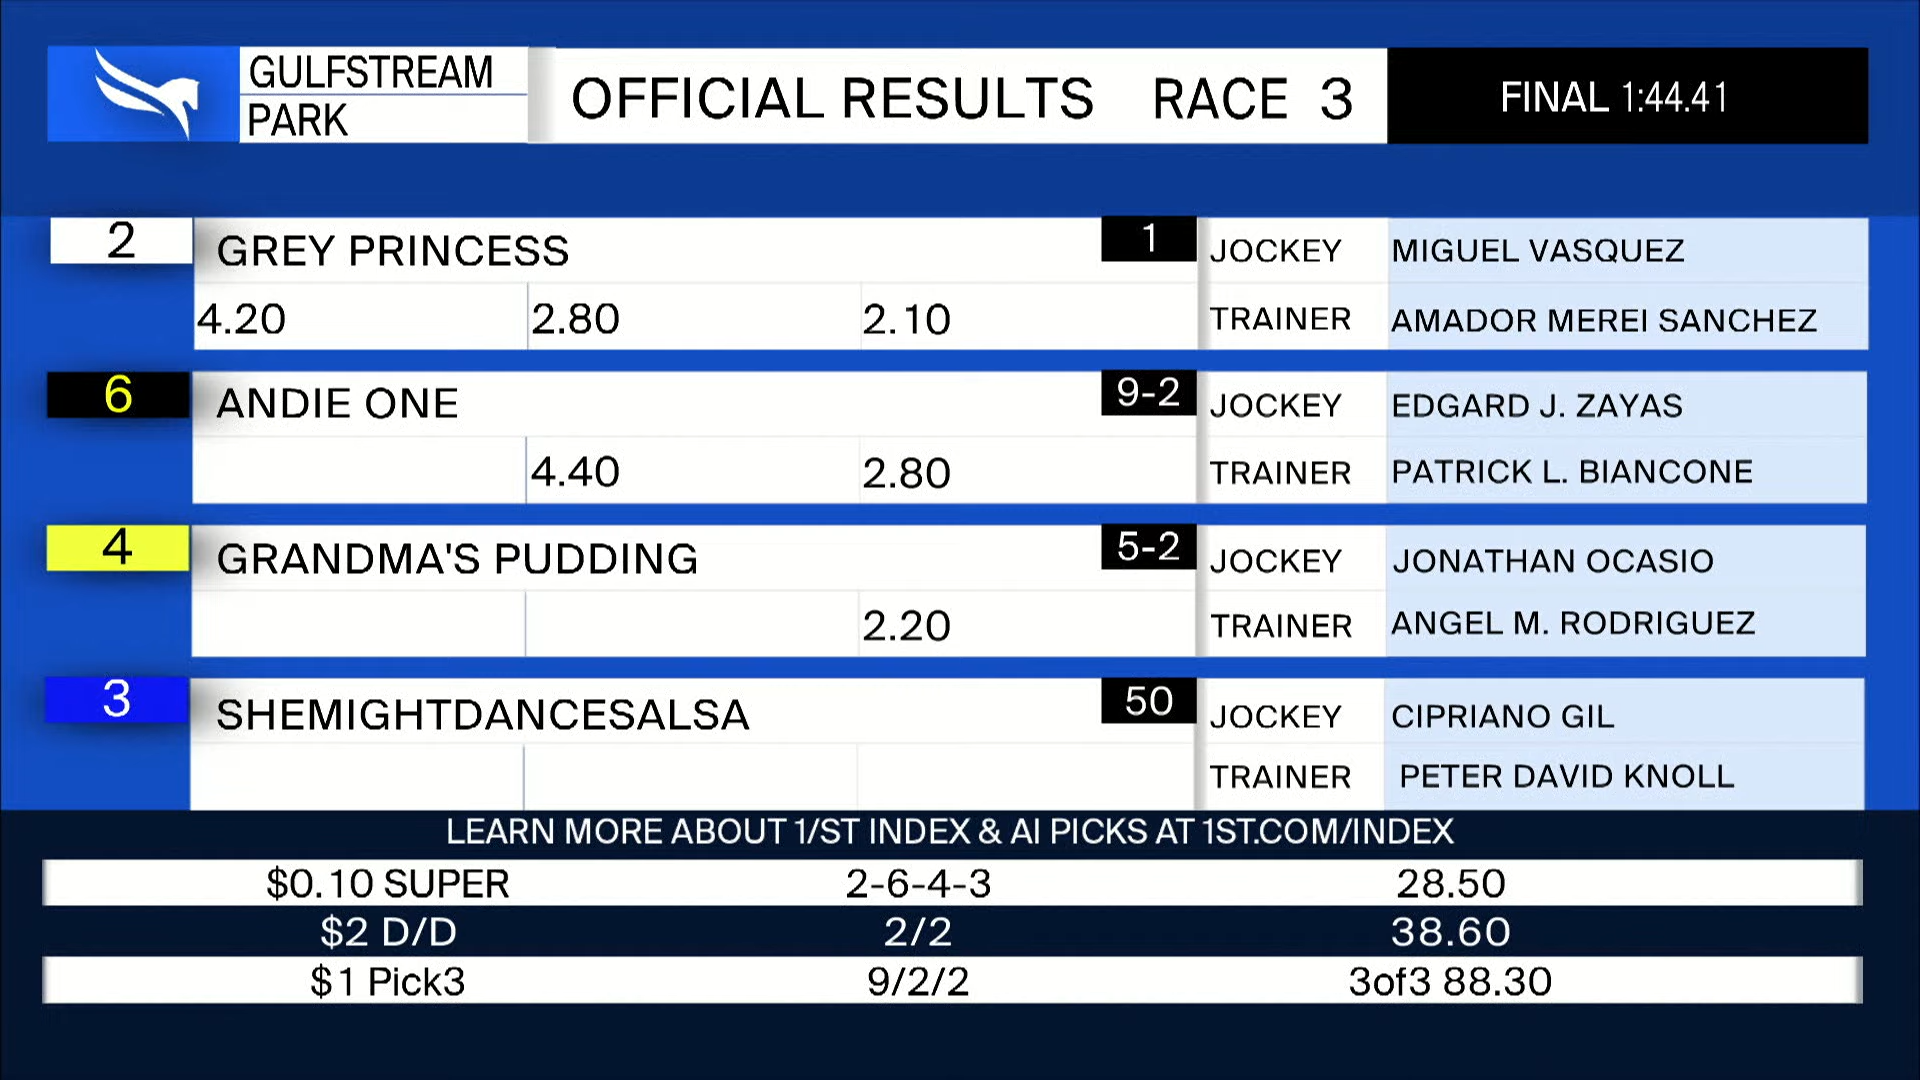 GULFSTREAM
PARK
OFFICIAL RESULTS RACE 3
FINAL 1:44.41
2 GREY PRINCESS 1 JOCKEY MIGUEL VASQUEZ
4.20 2.80 2.10 TRAINER AMADOR MEREI SANCHEZ
6 ANDIE ONE 9-2 JOCKEY EDGARD J. ZAYAS
4.40 2.80 TRAINER PATRICK L. BIANCONE
4 GRANDMA'S PUDDING 5-2 JOCKEY JONATHAN OCASIO
2.20 TRAINER ANGEL M. RODRIGUEZ
3 SHEMIGHTDANCESALSA 50 JOCKEY CIPRIANO GIL
TRAINER PETER DAVID KNOLL
LEARN MORE ABOUT 1/ST INDEX & AI PICKS AT 1ST.COM/INDEX
$0.10 SUPER 2-6-4-3 28.50
$2 D/D 2/2 38.60
$1 Pick3 9/2/2 3of3 88.30